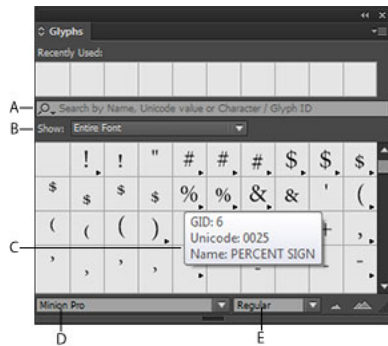 Glyphs
Recently Used:
A
Search by Name, Unicode value or Character / Glyph ID
B
Show: Entire Font
! ! " # # # $ $ $
$ $ $ $ % % & & ' (
( ( ( ) + ,
C
GID: 6
Unicode: 0025
Name: PERCENT SIGN
, , , , - - -
Minion Pro
Regular
D
E